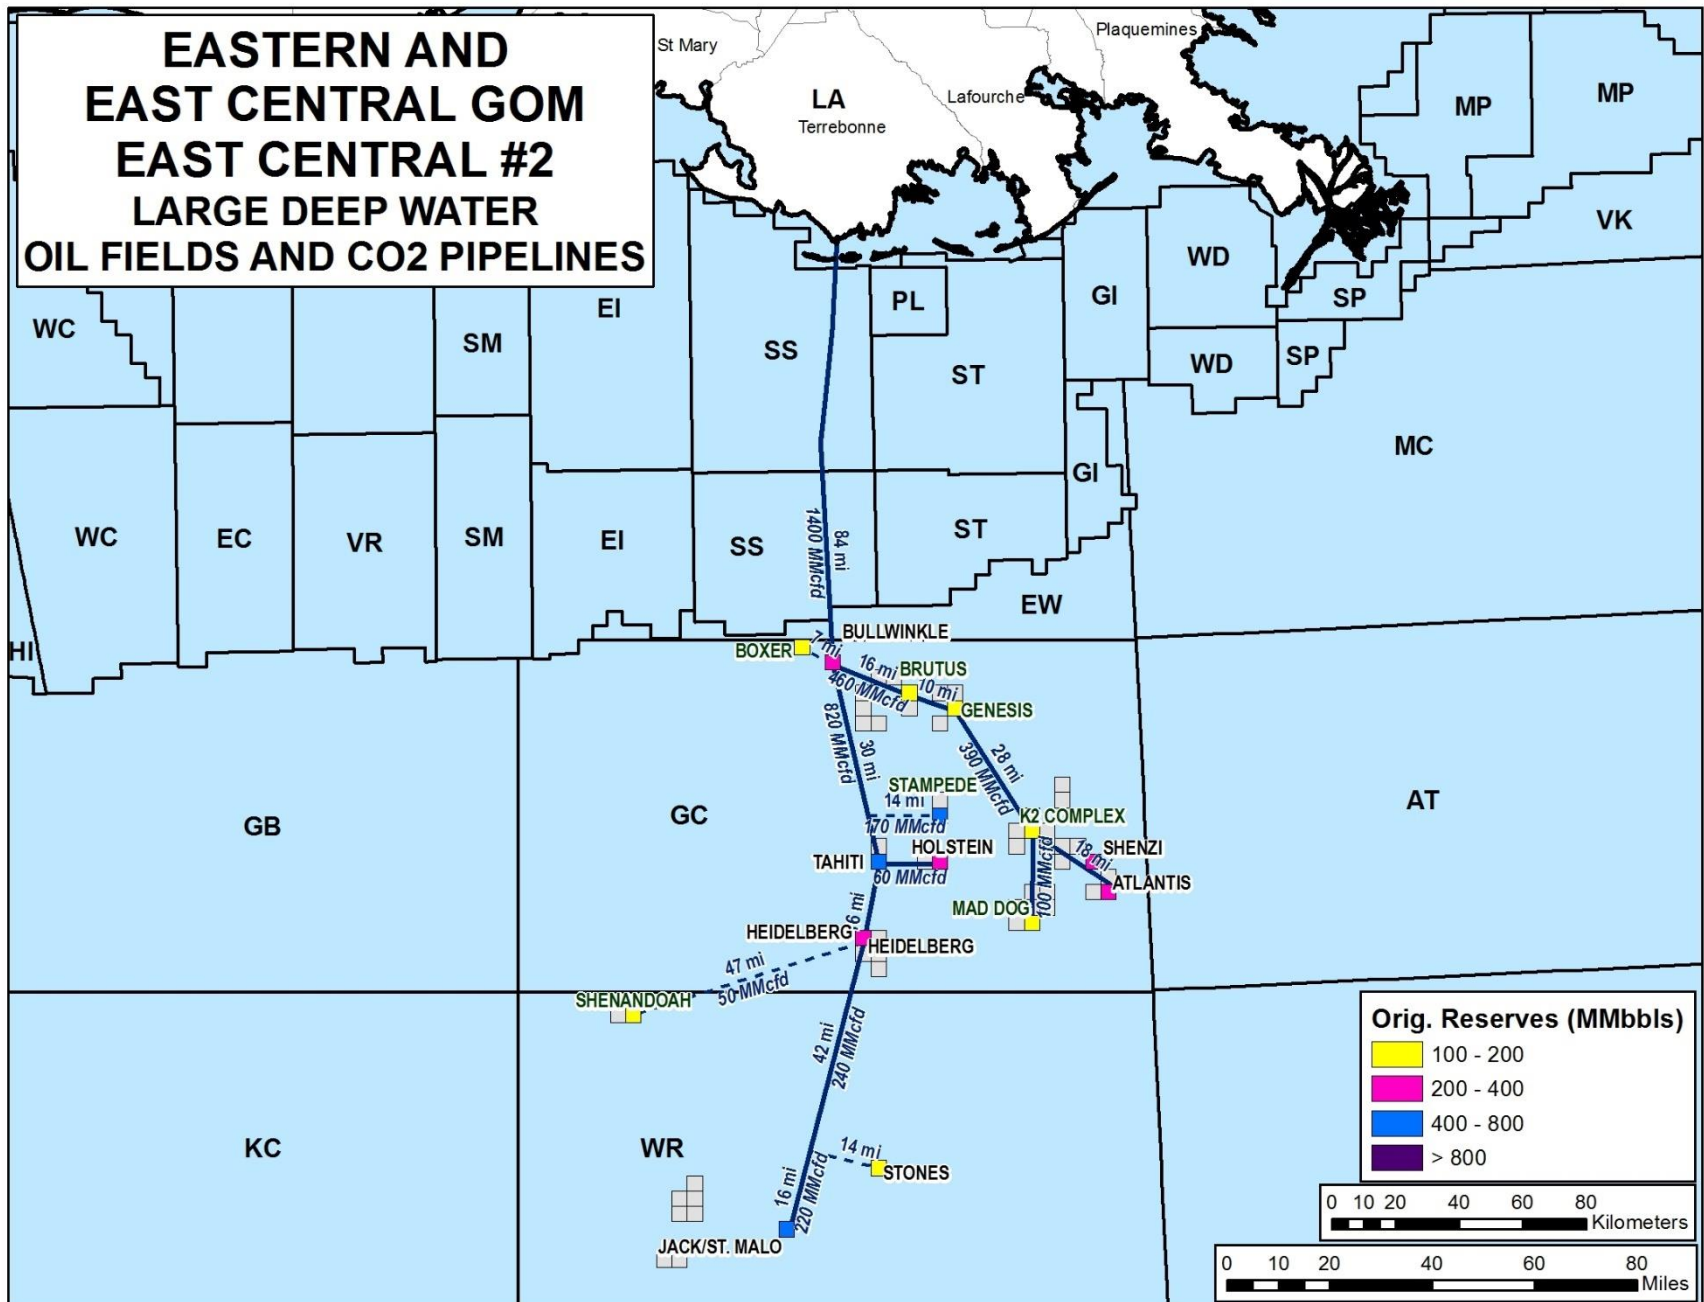 EASTERN AND
EAST CENTRAL GOM
EAST CENTRAL #2
LARGE DEEP WATER
OIL FIELDS AND CO2 PIPELINES
St Mary
Plaquemines
LA
Lafourche
Terrebonne
MP
MP
VK
WC
SM
EI
SS
PL
ST
GI
WD
WD
SP
SP
MC
GI
WC
EC
VR
SM
EI
SS
ST
EW
HI
84 mi
1400 MMcfd
BULLWINKLE
BOXER
7 mi
16 mi
BRUTUS
460 MMcfd
10 mi
GENESIS
820 MMcfd
30 mi
28 mi
390 MMcfd
STAMPEDE
14 mi
170 MMcfd
K2 COMPLEX
GB
GC
AT
TAHITI
HOLSTEIN
60 MMcfd
SHENZI
18 mi
ATLANTIS
100 MMcfd
MAD DOG
6 mi
HEIDELBERG
HEIDELBERG
47 mi
50 MMcfd
SHENANDOAH
42 mi
240 MMcfd
KC
WR
14 mi
STONES
16 mi
220 MMcfd
JACK/ST. MALO
Orig. Reserves (MMbbls)
100 - 200
200 - 400
400 - 800
> 800
0 10 20 40 60 80
Kilometers
0 10 20 40 60 80
Miles